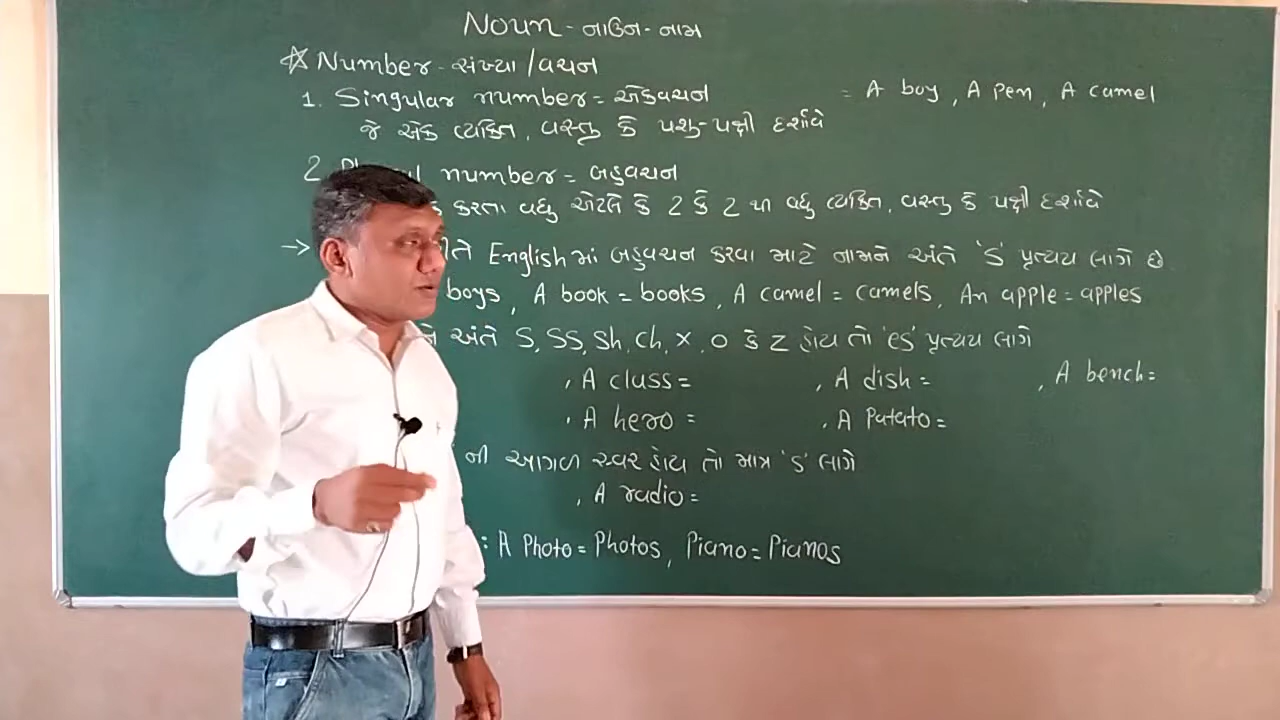 Noun - નાઉન - નામ
☆ Number - સંખ્યા / વચન
1. Singular number = એકવચન = A boy, A Pen, A camel
જે એક વ્યકિત, વસ્તુ કે પશુ-પક્ષી દર્શાવે
2. number = બહુવચન
કરતા વધુ એટલે કે 2 કે 2 થી વધુ વ્યકિત, વસ્તુ કે પક્ષી દર્શાવે
→ English માં બહુવચન કરવા માટે નામને અંતે 'S' પ્રત્યય લાગે છે
boys, A book = books, A camel = camels, An apple = apples
અંતે S, SS, Sh, Ch, X, O કે Z હોય તો 'es' પ્રત્યય લાગે
, A class = , A dish = , A bench =
, A hero = , A Patato =
ની આગળ સ્વર હોય તો માત્ર 'S' લાગે
, A radio =
: A Photo = Photos, Piano = Pianos